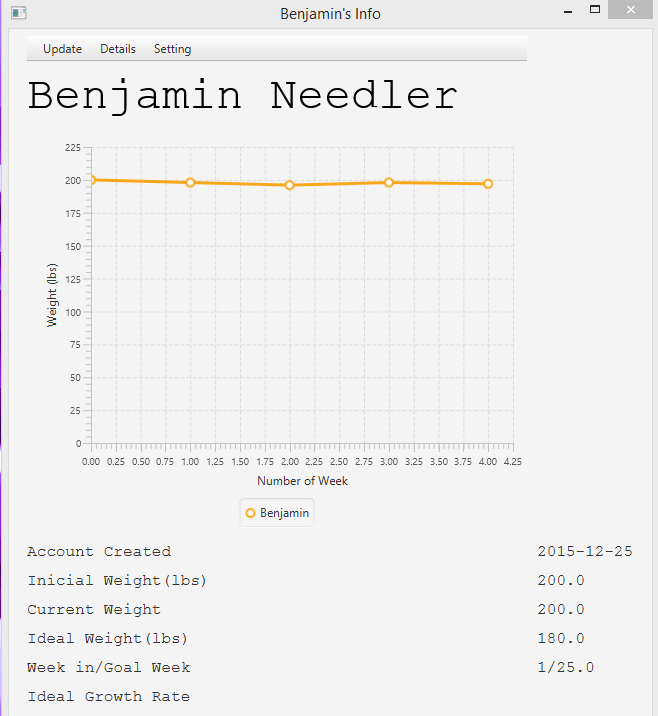 Benjamin's Info
Update Details Setting
Benjamin Needler
225
200
175
150
125
100
75
50
25
0
Weight (lbs)
0.00 0.25 0.50 0.75 1.00 1.25 1.50 1.75 2.00 2.25 2.50 2.75 3.00 3.25 3.50 3.75 4.00 4.25
Number of Week
Benjamin
Account Created 2015-12-25
Inicial Weight(lbs) 200.0
Current Weight 200.0
Ideal Weight(lbs) 180.0
Week in/Goal Week 1/25.0
Ideal Growth Rate